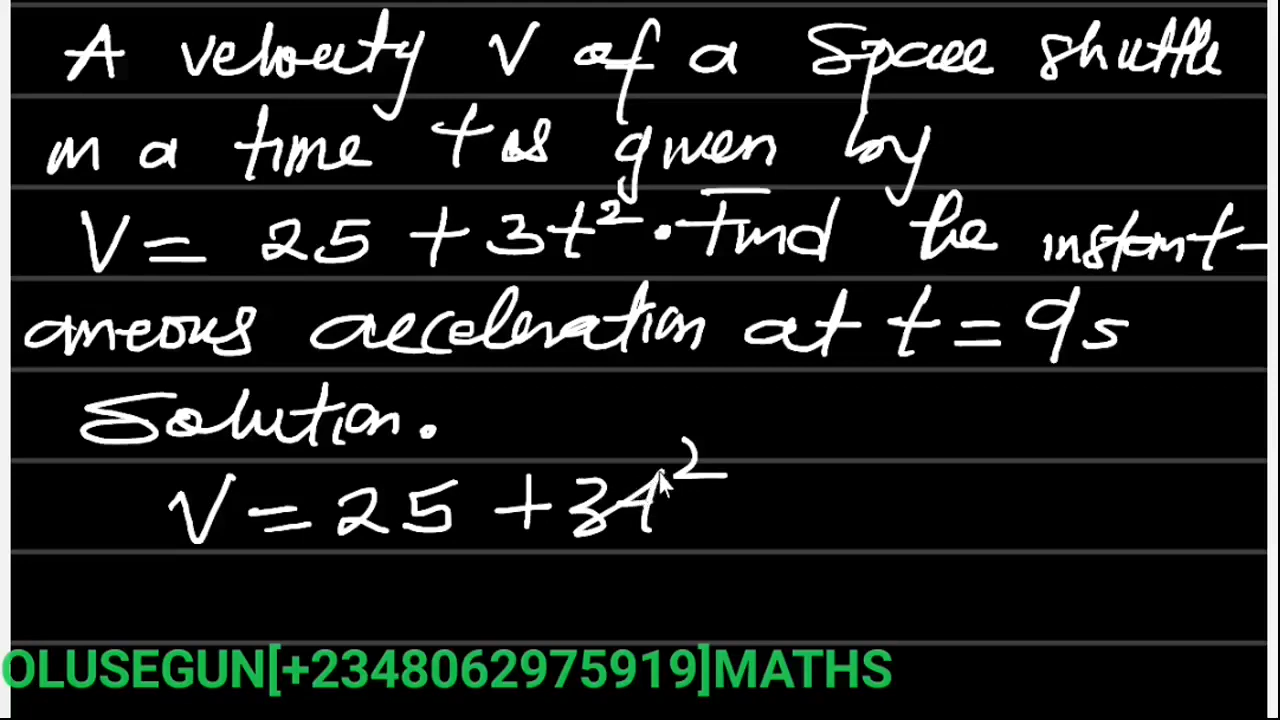 A velocity V of a Space shuttle
in a time t is given by
V = 25 + 3t². Find the instant-
aneous acceleration at t = 9s
Solution.
V = 25 + 3t²
OLUSEGUN[+2348062975919]MATHS